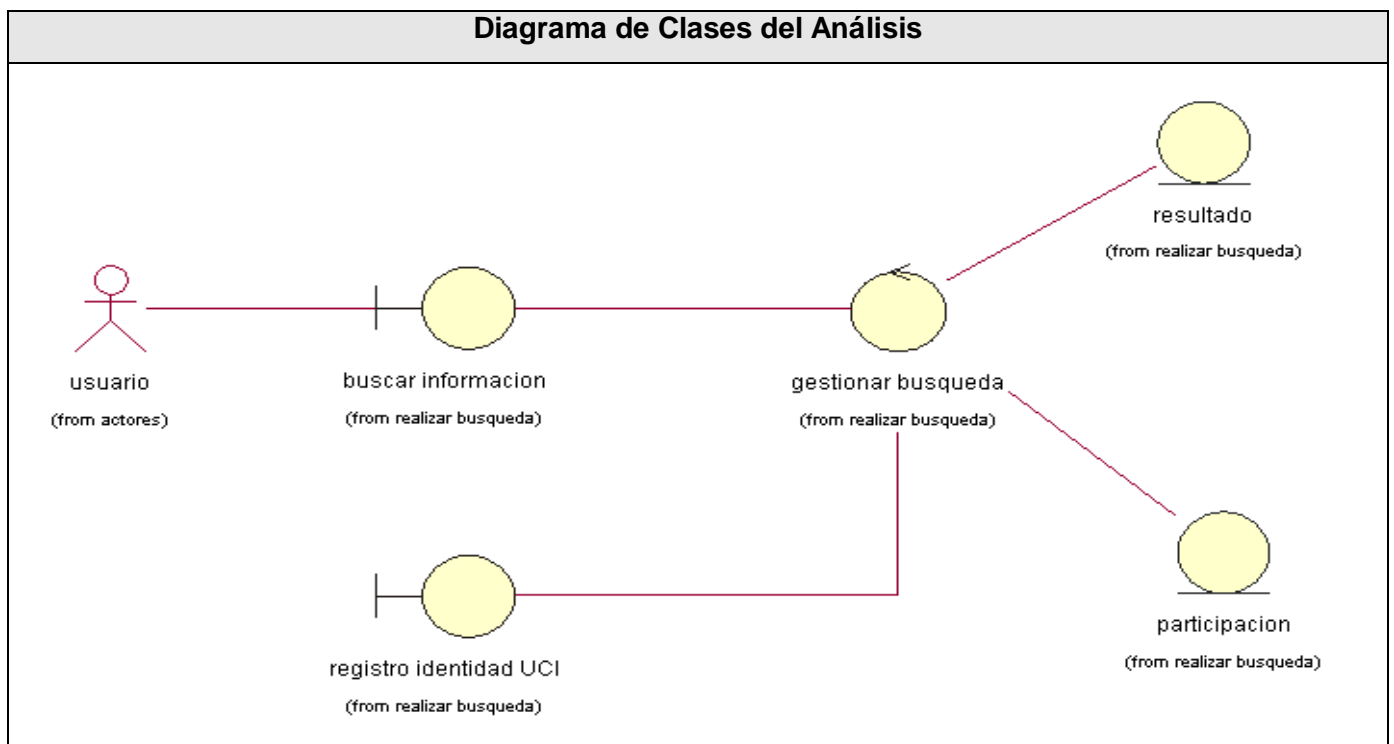 Diagrama de Clases del Análisis
resultado
(from realizar busqueda)
usuario
(from actores)
buscar informacion
(from realizar busqueda)
gestionar busqueda
(from realizar busqueda)
registro identidad UCI
(from realizar busqueda)
participacion
(from realizar busqueda)